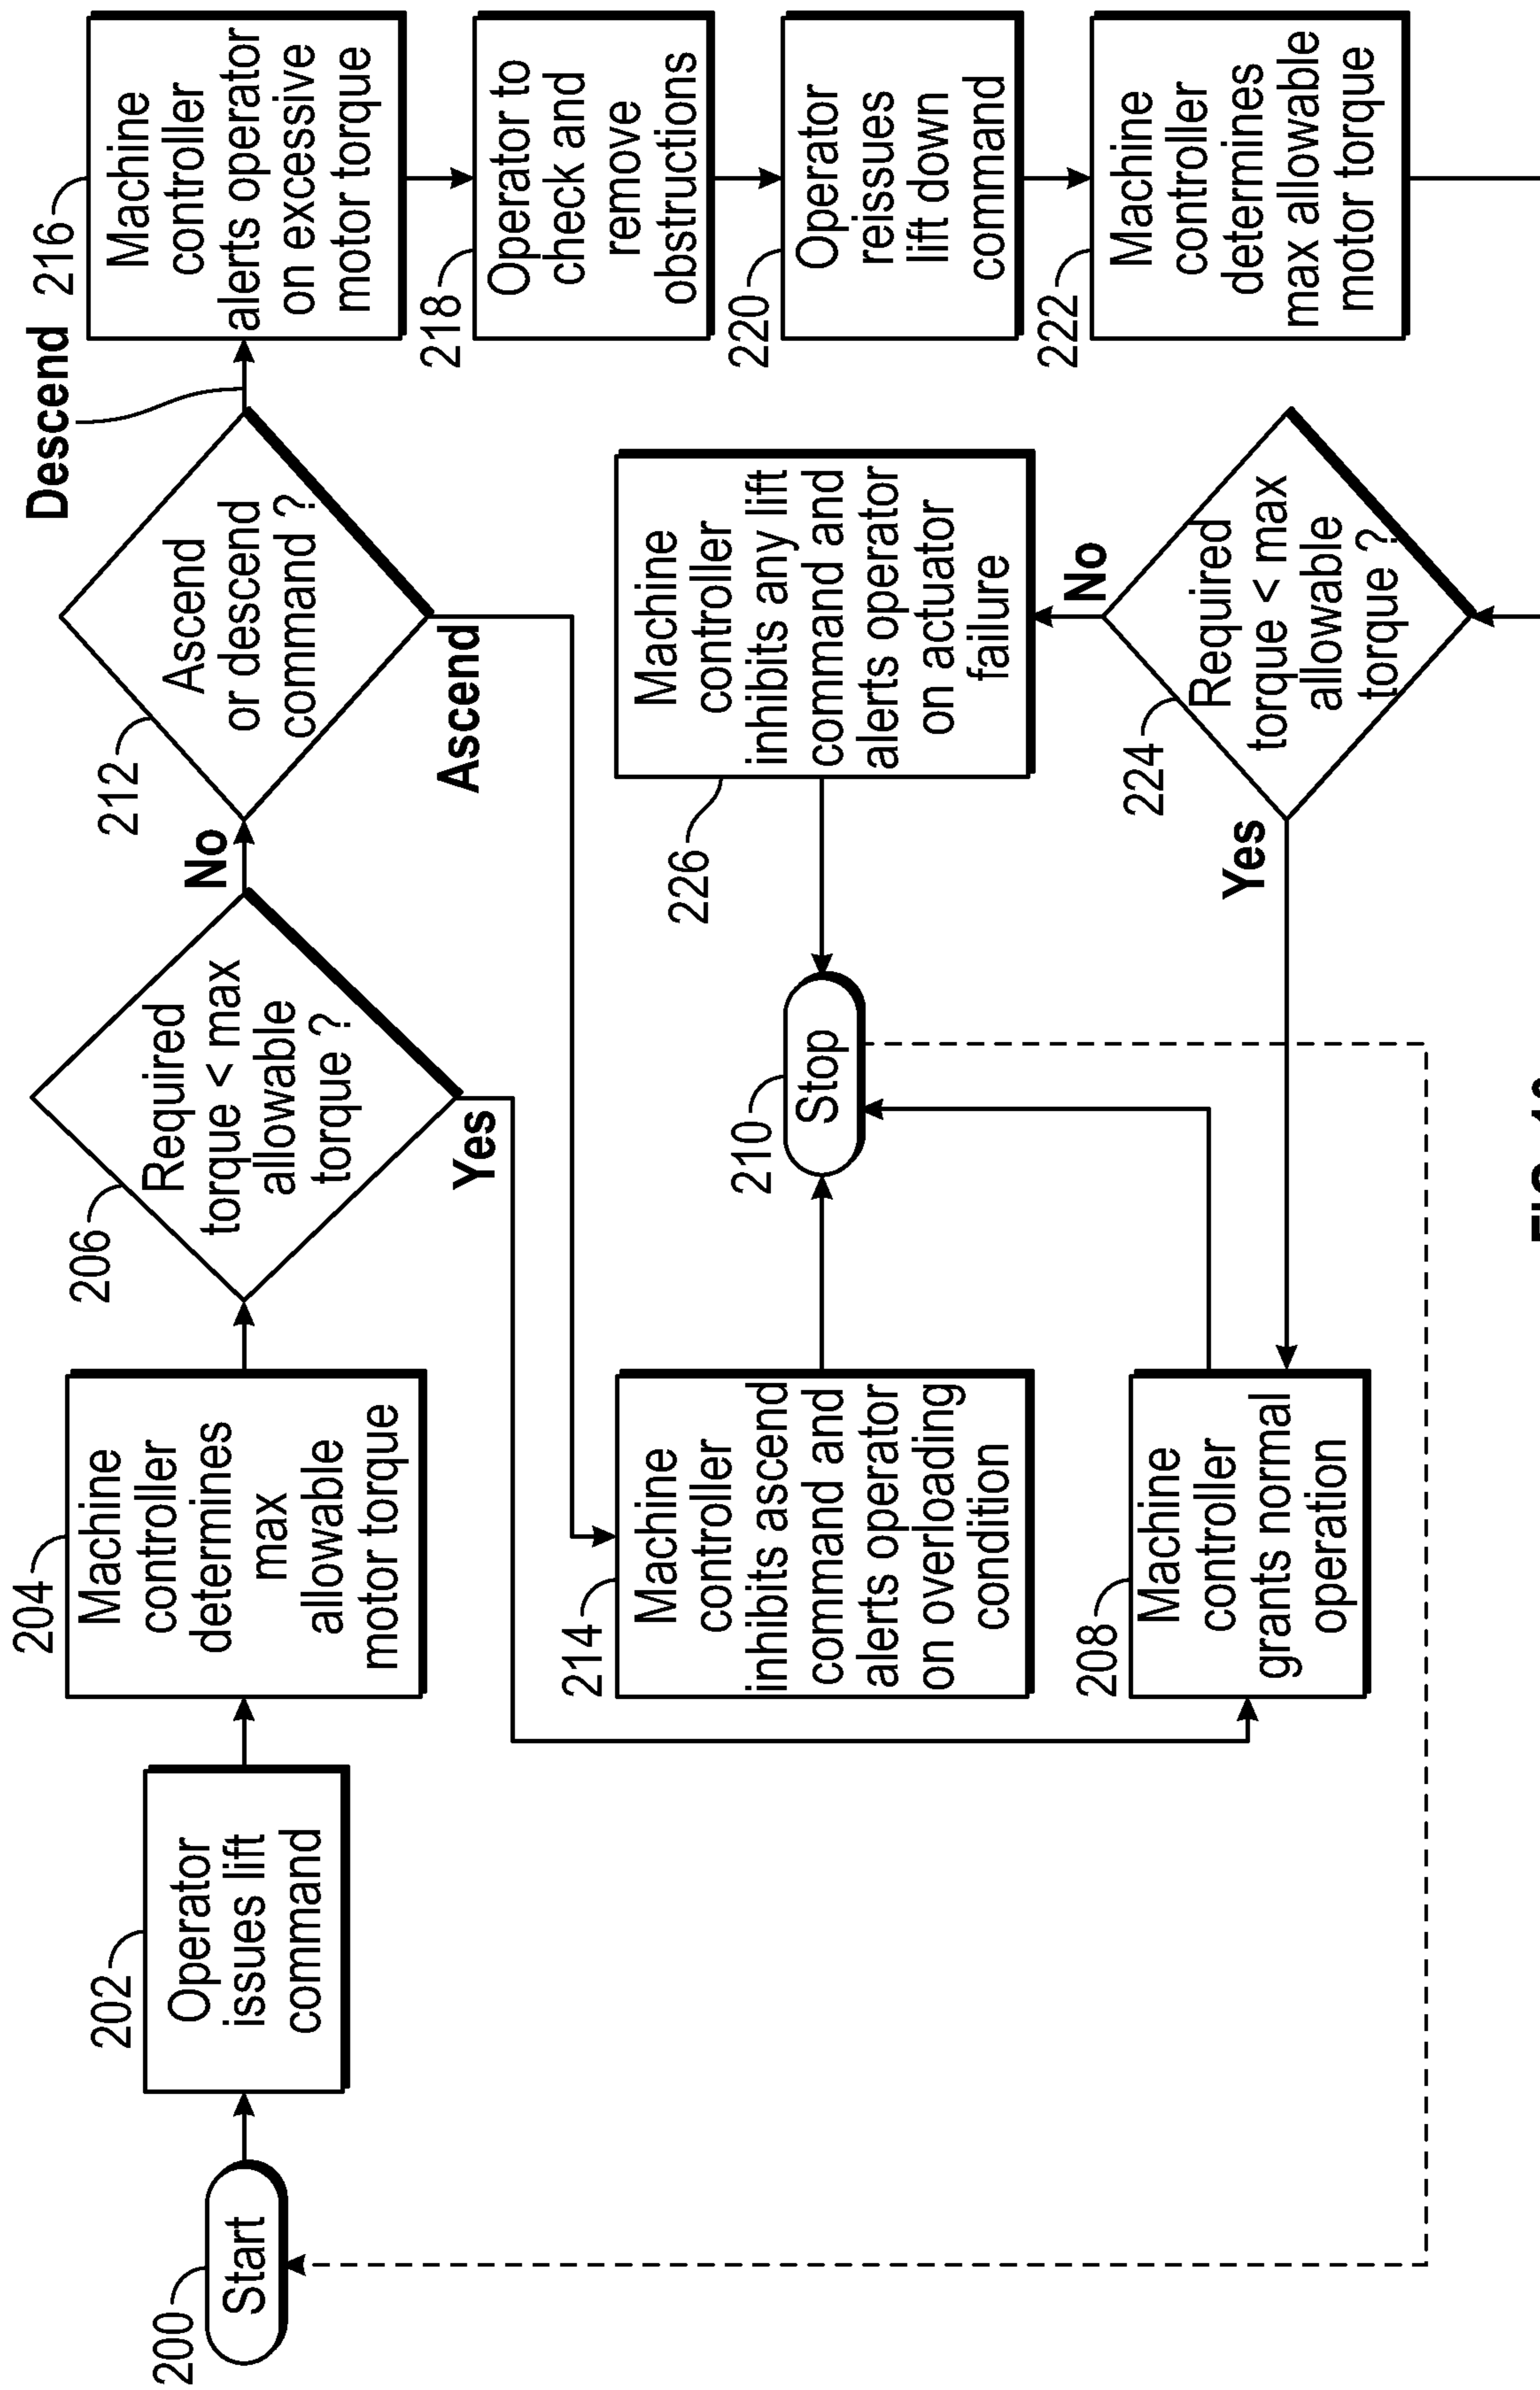 200
Start
202
Operator
issues lift
command
204
Machine
controller
determines
max
allowable
motor torque
206
Required
torque < max
allowable
torque ?
No
Yes
212
Ascend
or descend
command ?
Descend
Ascend
216
Machine
controller
alerts operator
on excessive
motor torque
218
Operator to
check and
remove
obstructions
220
Operator
reissues
lift down
command
222
Machine
controller
determines
max allowable
motor torque
214
Machine
controller
inhibits ascend
command and
alerts operator
on overloading
condition
210
Stop
226
Machine
controller
inhibits any lift
command and
alerts operator
on actuator
failure
208
Machine
controller
grants normal
operation
Yes
224
Required
torque < max
allowable
torque ?
No